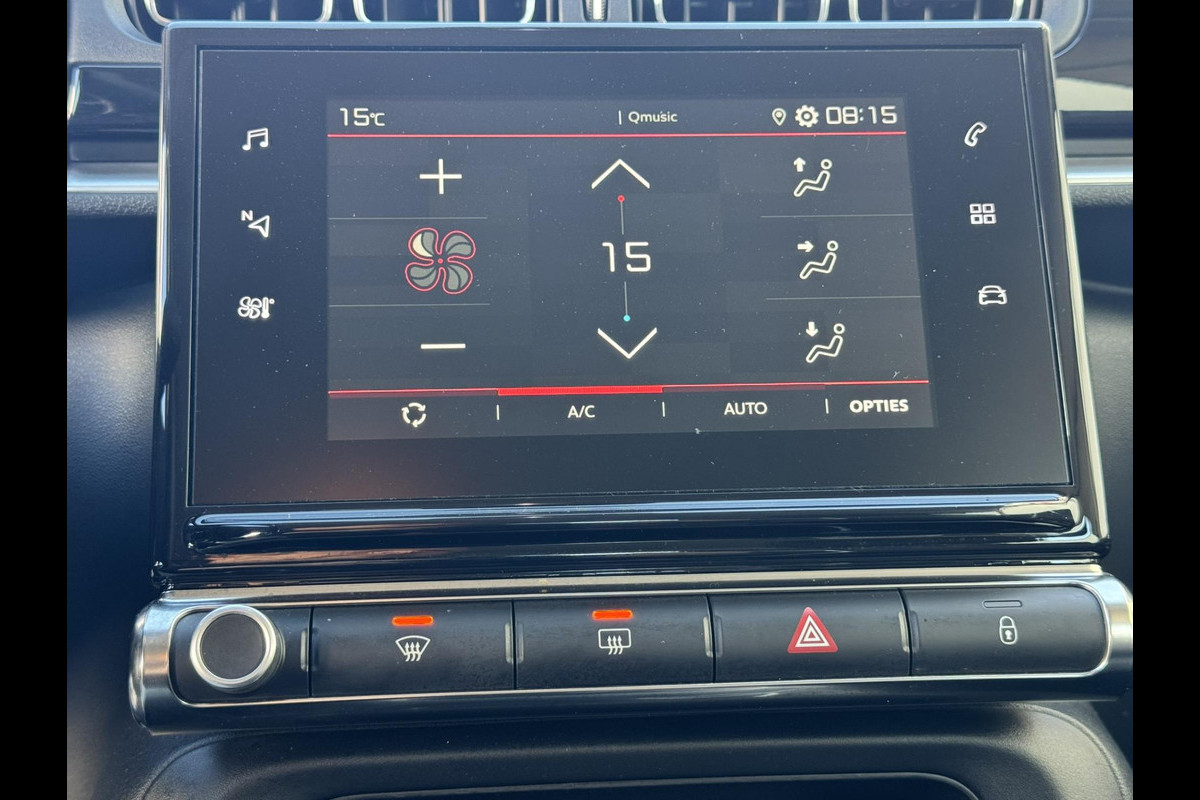 15°C | Qmusic 08:15
N
15
| A/C | AUTO | OPTIES